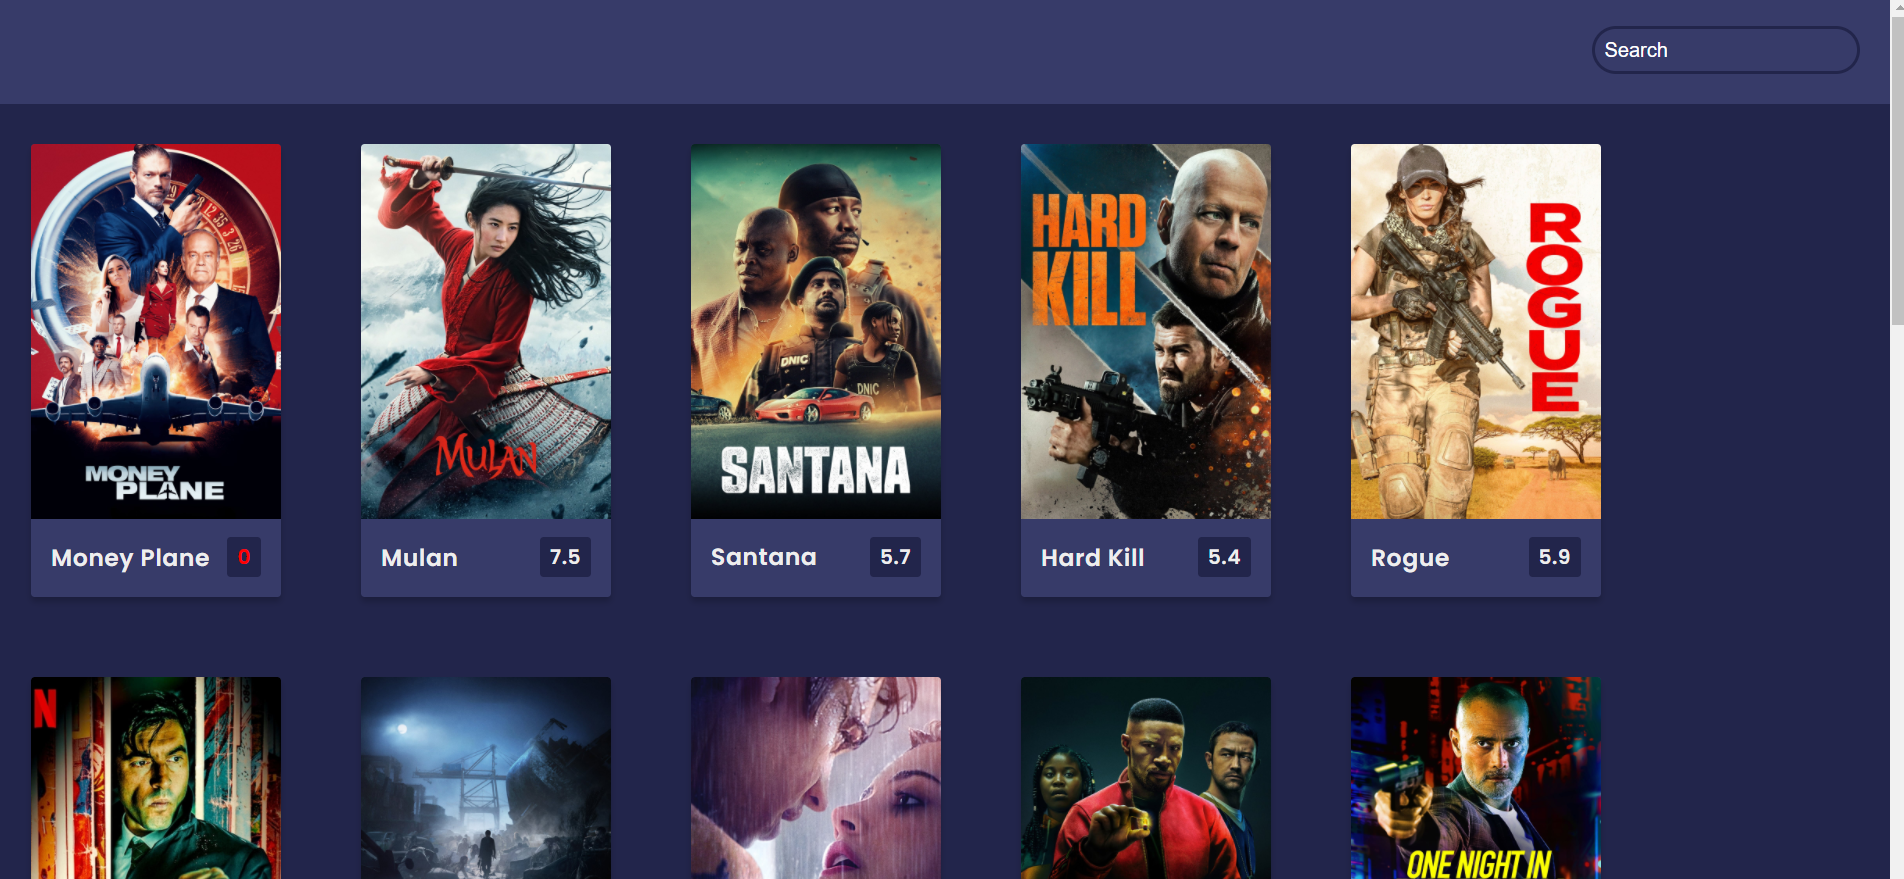 Search
MONEY
PLANE
MULAN
DNIC
DNIC
SANTANA
HARD
KILL
ROGUE
Money Plane 0
Mulan 7.5
Santana 5.7
Hard Kill 5.4
Rogue 5.9
N
ONE NIGHT IN